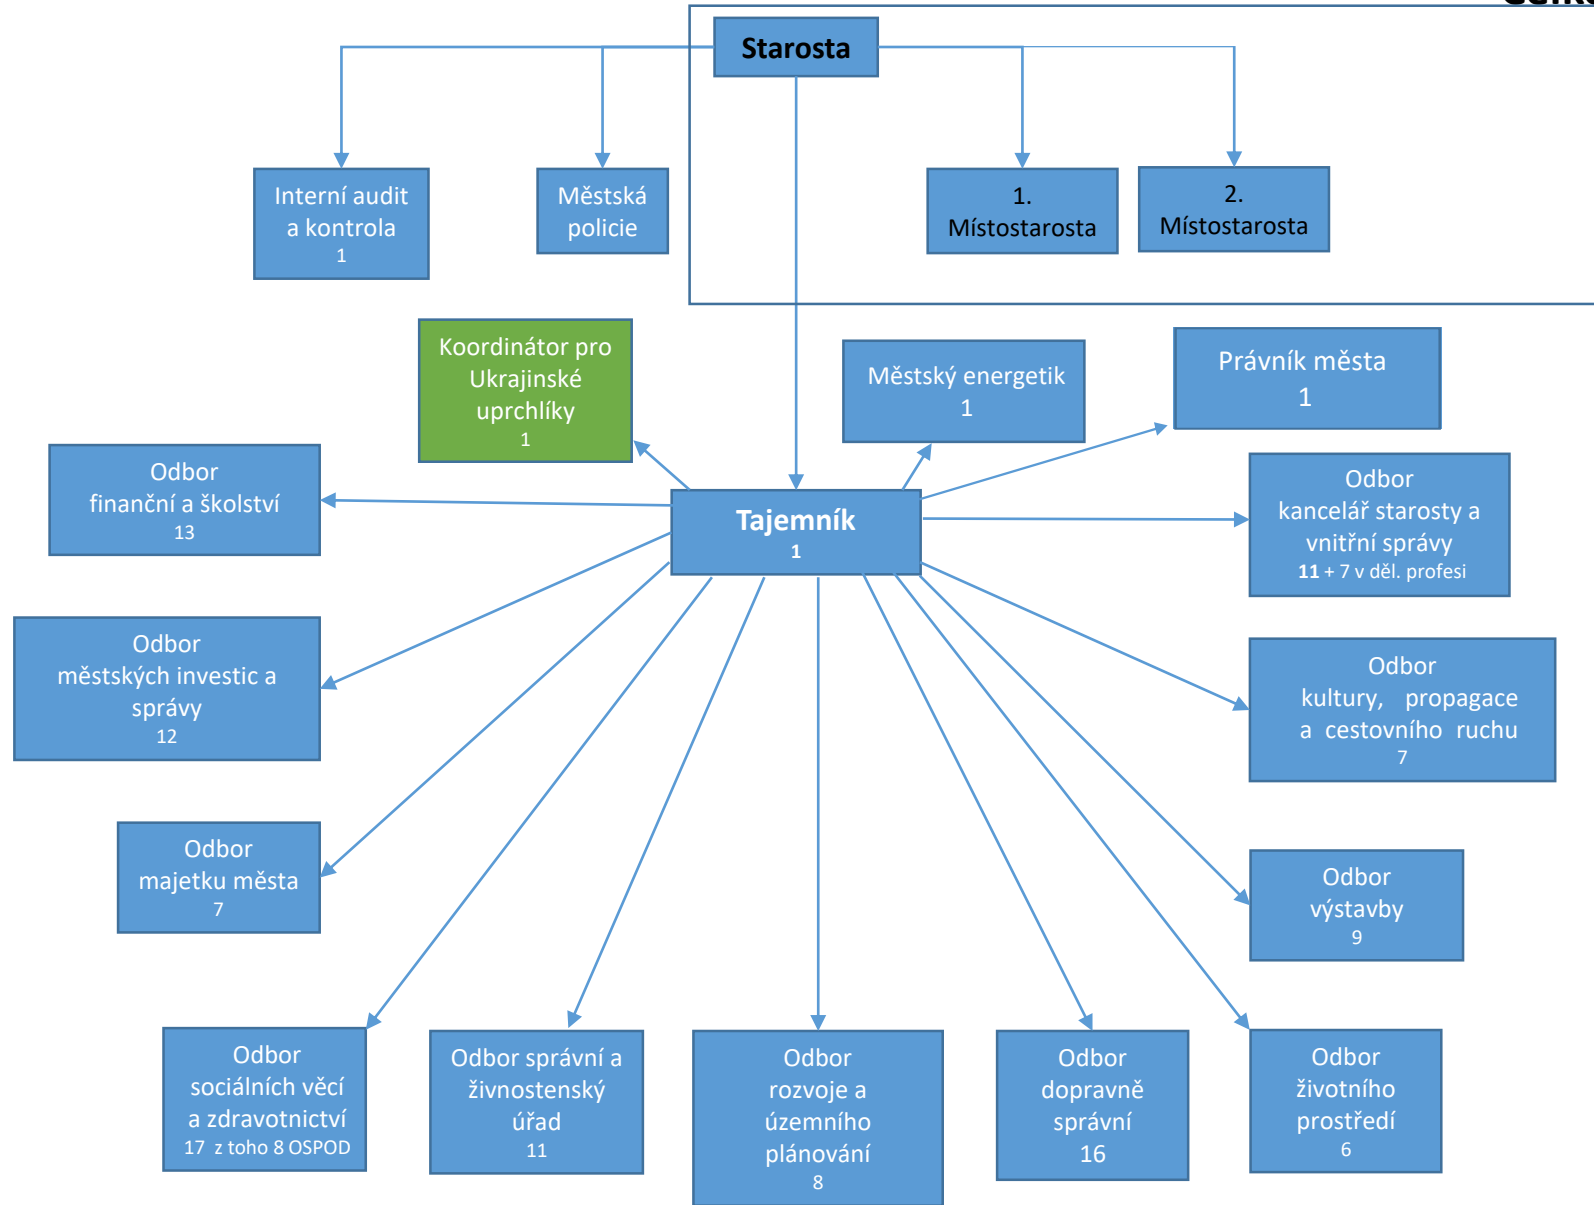 Starosta
Interní audit
a kontrola
1
Městská
policie
1.
Místostarosta
2.
Místostarosta
Koordinátor pro
Ukrajinské
uprchlíky
1
Městský energetik
1
Právník města
1
Odbor
finanční a školství
13
Tajemník
1
Odbor
kancelář starosty a
vnitřní správy
11 + 7 v děl. profesi
Odbor
městských investic a
správy
12
Odbor
kultury, propagace
a cestovního ruchu
7
Odbor
majetku města
7
Odbor
výstavby
9
Odbor
sociálních věcí
a zdravotnictví
17 z toho 8 OSPOD
Odbor správní a
živnostenský
úřad
11
Odbor
rozvoje a
územního
plánování
8
Odbor
dopravně
správní
16
Odbor
životního
prostředí
6